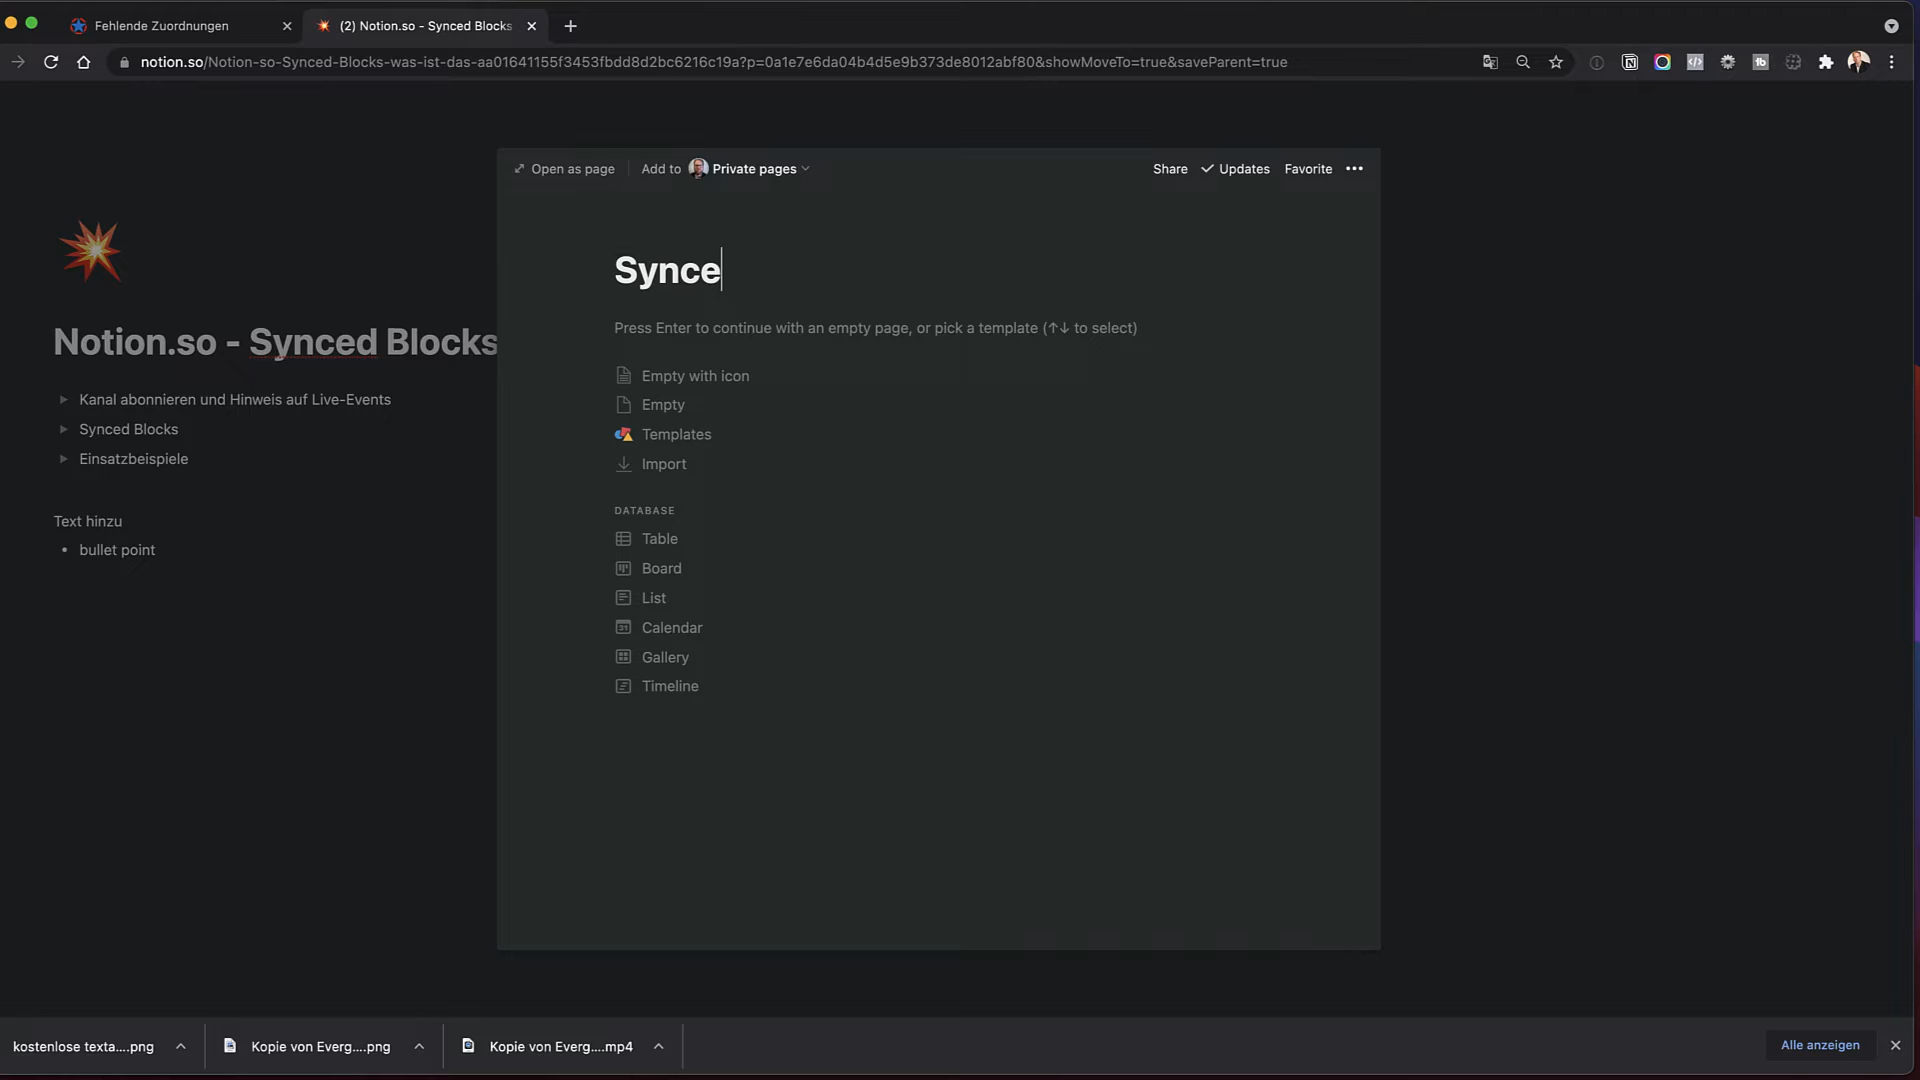 Fehlende Zuordnungen
(2) Notion.so - Synced Blocks
notion.so/Notion-so-Synced-Blocks-was-ist-das-aa01641155f3453fbdd8d2bc6216c19a?p=0a1e7e6da04b4d5e9b373de8012abf80&showMoveTo=true&saveParent=true
Open as page
Add to Private pages
Share
Updates
Favorite
Notion.so - Synced Blocks
Kanal abonnieren und Hinweis auf Live-Events
Synced Blocks
Einsatzbeispiele
Text hinzu
• bullet point
Synce
Press Enter to continue with an empty page, or pick a template (↑↓ to select)
Empty with icon
Empty
Templates
Import
DATABASE
Table
Board
List
Calendar
Gallery
Timeline
kostenlose texta....png
Kopie von Everg....png
Kopie von Everg....mp4
Alle anzeigen